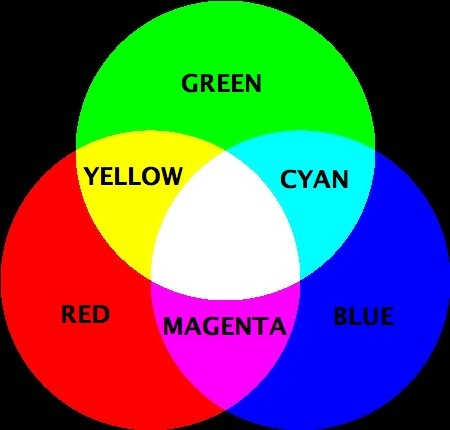 GREEN
YELLOW
CYAN
RED
MAGENTA
BLUE